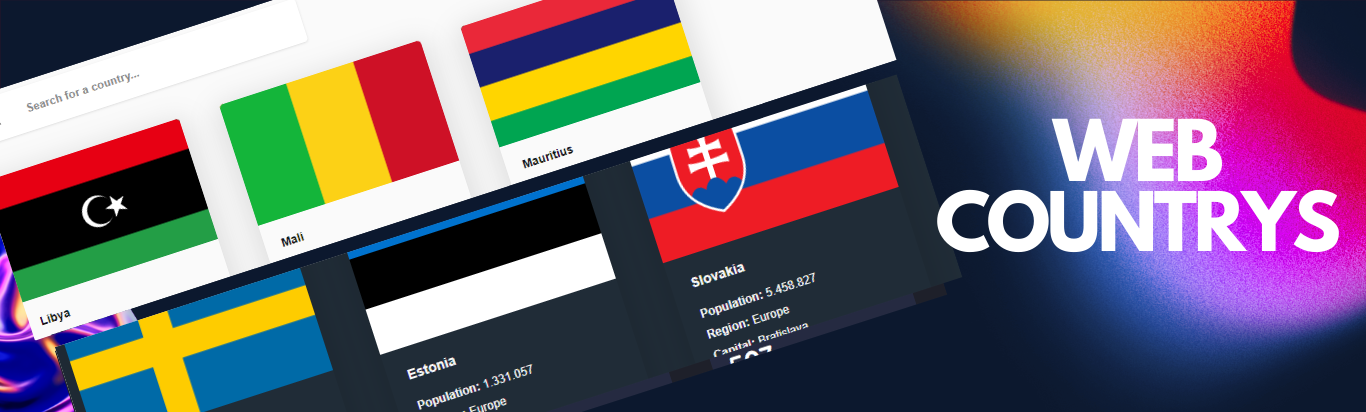 Search for a country...
Libya
Mali
Mauritius
Estonia
Population: 1.331.057
Europe
Slovakia
Population: 5.458.827
Region: Europe
Capital: Bratislava
WEB
COUNTRYS